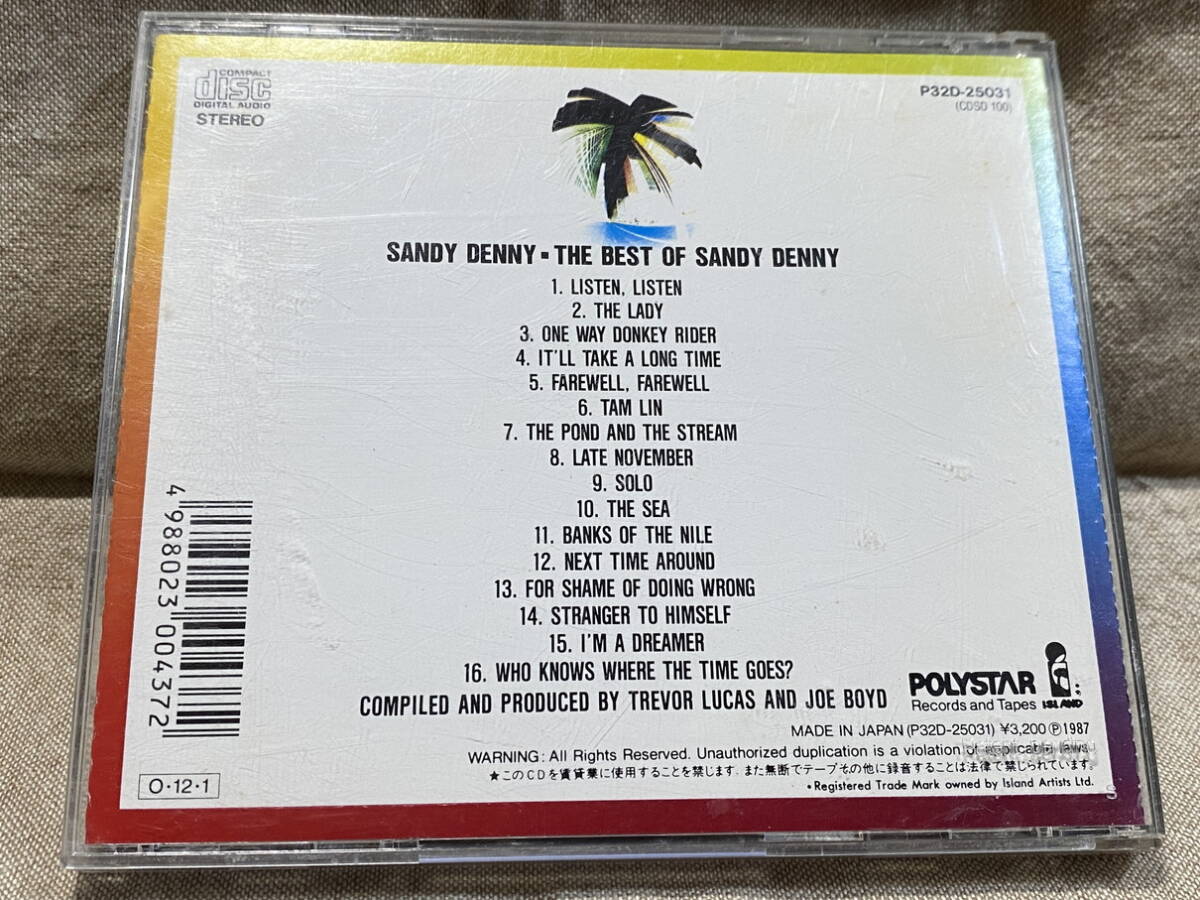 COMPACT
disc
DIGITAL AUDIO
STEREO
P32D-25031
(CDSD 100)
SANDY DENNY ▪ THE BEST OF SANDY DENNY
1. LISTEN, LISTEN
2. THE LADY
3. ONE WAY DONKEY RIDER
4. IT'LL TAKE A LONG TIME
5. FAREWELL, FAREWELL
6. TAM LIN
7. THE POND AND THE STREAM
8. LATE NOVEMBER
9. SOLO
10. THE SEA
11. BANKS OF THE NILE
12. NEXT TIME AROUND
13. FOR SHAME OF DOING WRONG
14. STRANGER TO HIMSELF
15. I'M A DREAMER
16. WHO KNOWS WHERE THE TIME GOES?
COMPILED AND PRODUCED BY TREVOR LUCAS AND JOE BOYD
POLYSTAR
Records and Tapes
ISLAND
MADE IN JAPAN (P32D-25031) ¥3,200 Ⓟ1987
WARNING: All Rights Reserved. Unauthorized duplication is a violation of applicable laws.
★このCDを賃貸業に使用することを禁じます. また無断でテープその他に録音することは法律で禁じられています.
•Registered Trade Mark owned by Island Artists Ltd.
4 988023 004372
O·12·1